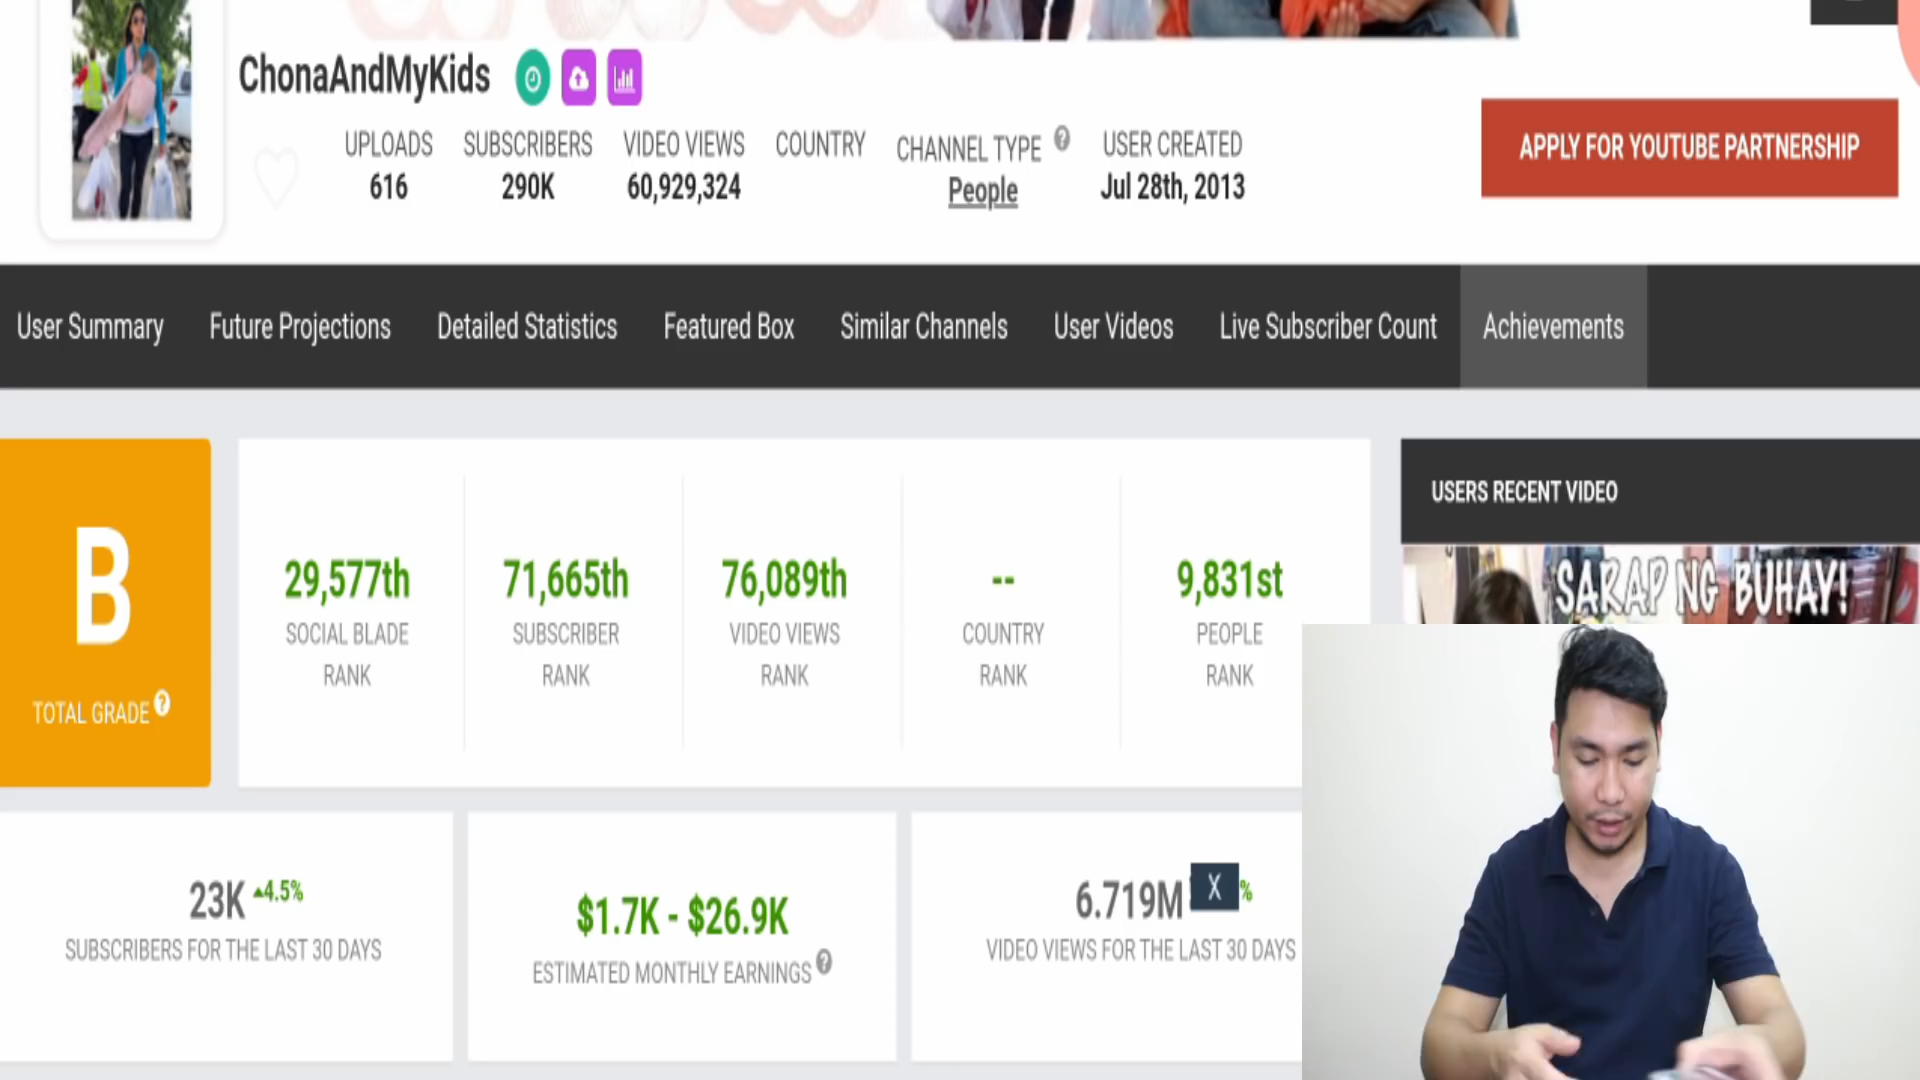 ChonaAndMyKids
UPLOADS
616
SUBSCRIBERS
290K
VIDEO VIEWS
60,929,324
COUNTRY
CHANNEL TYPE ?
People
USER CREATED
Jul 28th, 2013
APPLY FOR YOUTUBE PARTNERSHIP
User Summary
Future Projections
Detailed Statistics
Featured Box
Similar Channels
User Videos
Live Subscriber Count
Achievements
B
TOTAL GRADE ?
29,577th
SOCIAL BLADE
RANK
71,665th
SUBSCRIBER
RANK
76,089th
VIDEO VIEWS
RANK
--
COUNTRY
RANK
9,831st
PEOPLE
RANK
USERS RECENT VIDEO
SARAP NG BUHAY!
23K 4.5%
SUBSCRIBERS FOR THE LAST 30 DAYS
$1.7K - $26.9K
ESTIMATED MONTHLY EARNINGS ?
6.719M X %
VIDEO VIEWS FOR THE LAST 30 DAYS